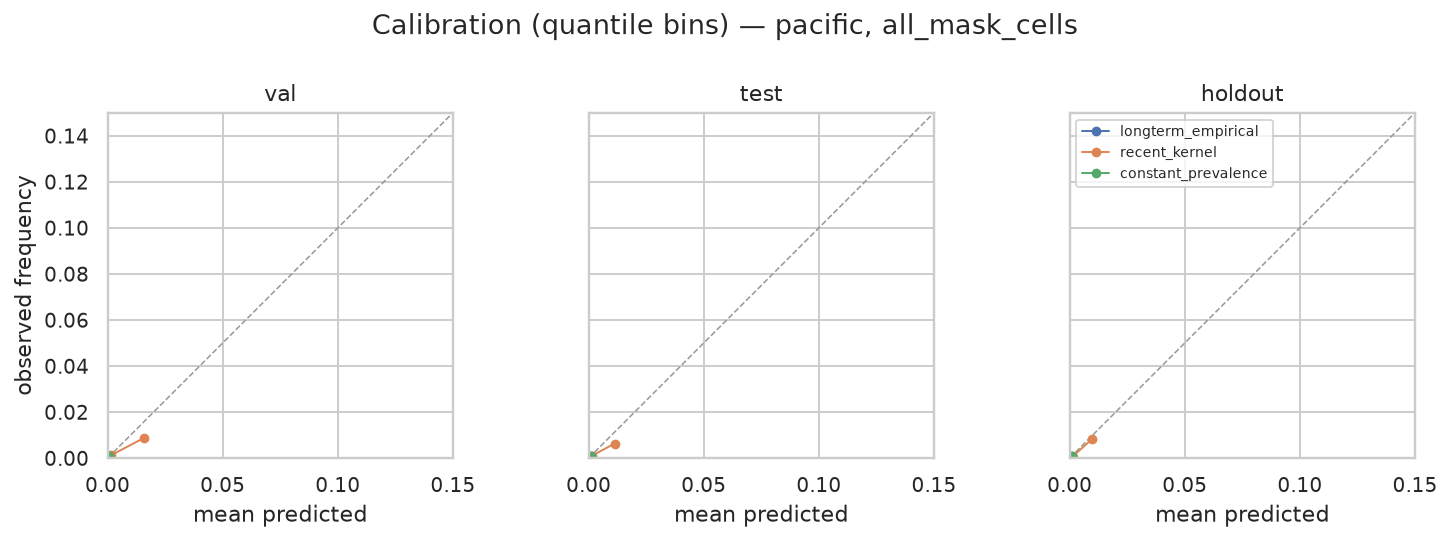 Calibration (quantile bins) — pacific, all_mask_cells
val
test
holdout
observed frequency
0.14
0.12
0.10
0.08
0.06
0.04
0.02
0.00
longterm_empirical
recent_kernel
constant_prevalence
0.00 0.05 0.10 0.15
0.00 0.05 0.10 0.15
0.00 0.05 0.10 0.15
mean predicted
mean predicted
mean predicted